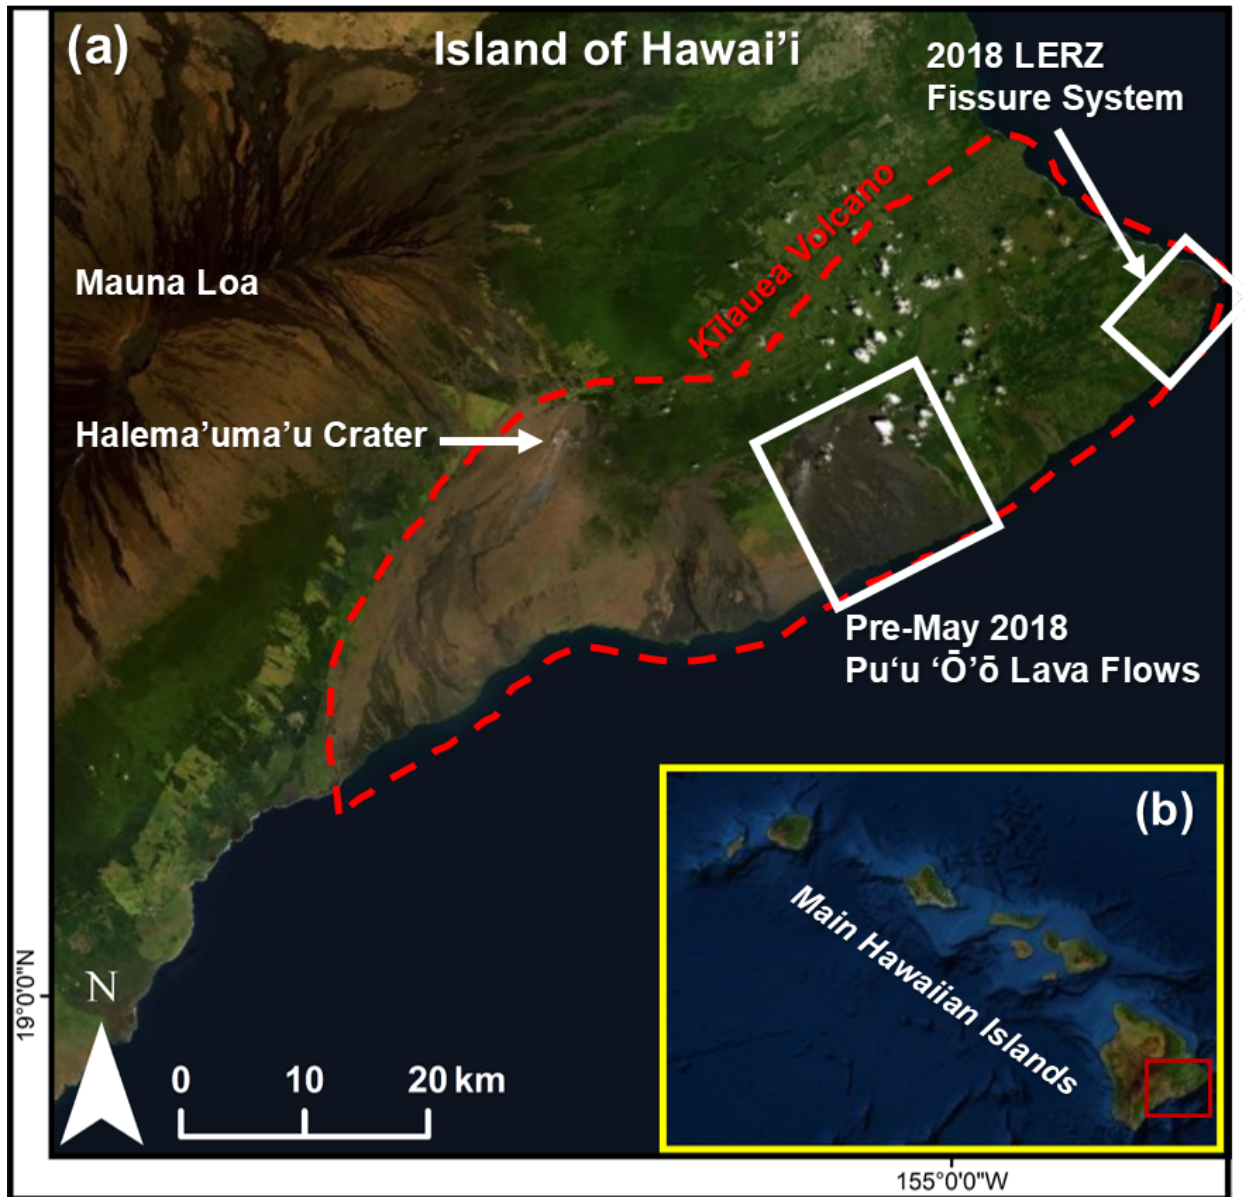 (a)
Island of Hawai’i
2018 LERZ
Fissure System
Kīlauea Volcano
Mauna Loa
Halema’uma’u Crater
Pre-May 2018
Pu‘u ‘Ō’ō Lava Flows
(b)
Main Hawaiian Islands
19°0'0"N
N
0 10 20 km
155°0'0"W